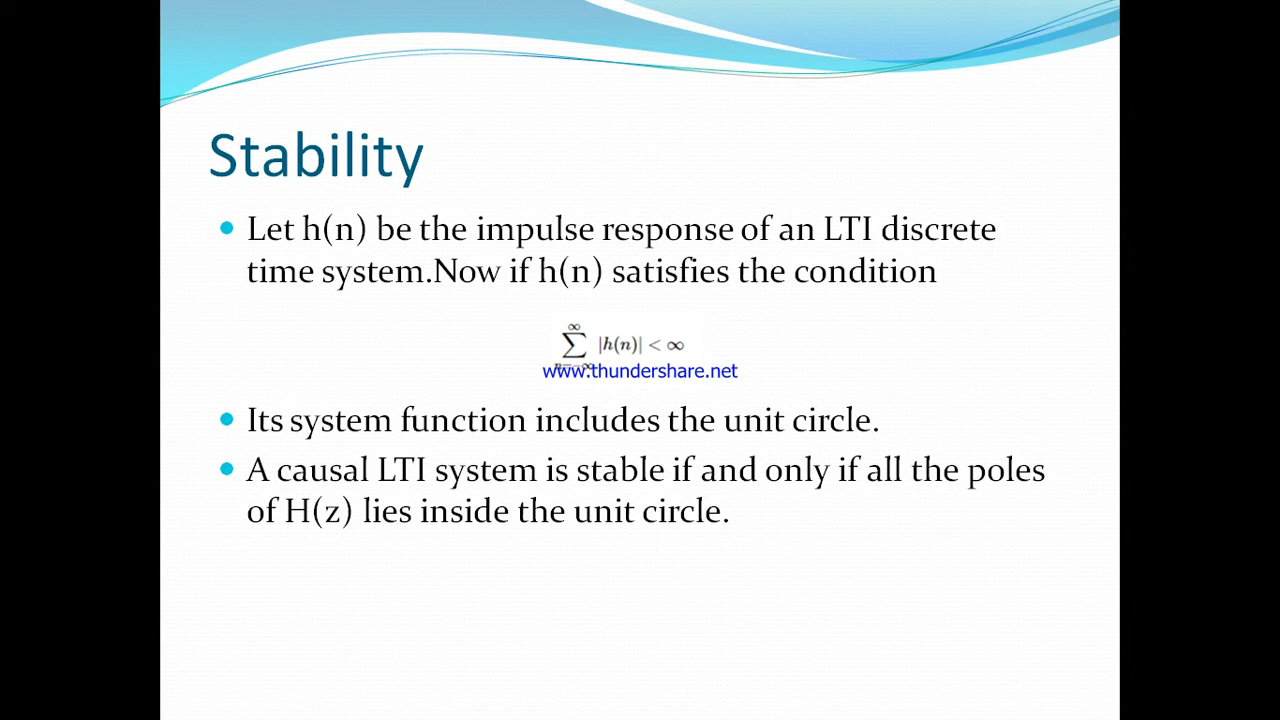 Stability
Let h(n) be the impulse response of an LTI discrete
time system.Now if h(n) satisfies the condition
∞
∑ |h(n)| < ∞
n=-∞
www.thundershare.net
Its system function includes the unit circle.
A causal LTI system is stable if and only if all the poles
of H(z) lies inside the unit circle.